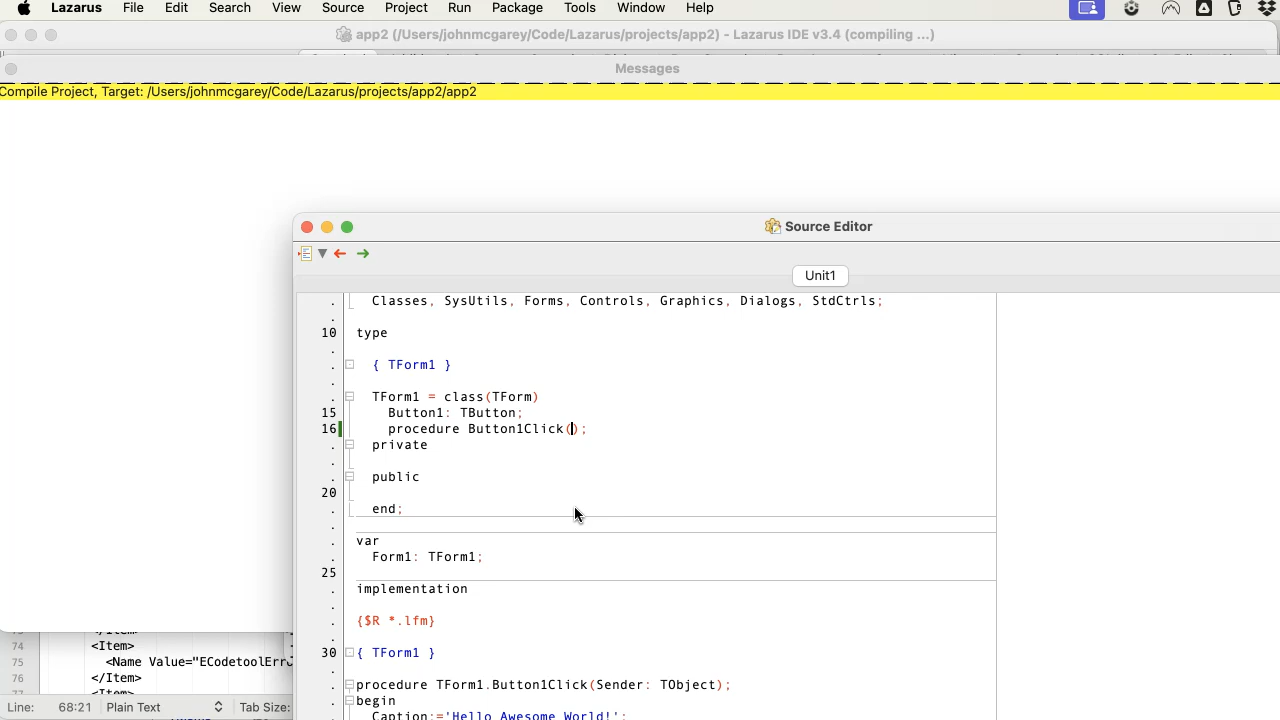 Lazarus File Edit Search View Source Project Run Package Tools Window Help
app2 (/Users/johnmcgarey/Code/Lazarus/projects/app2) - Lazarus IDE v3.4 (compiling ...)
Messages
Compile Project, Target: /Users/johnmcgarey/Code/Lazarus/projects/app2/app2
Source Editor
Unit1
Classes, SysUtils, Forms, Controls, Graphics, Dialogs, StdCtrls;
10 type
{ TForm1 }
TForm1 = class(TForm)
15 Button1: TButton;
16 procedure Button1Click();
private
public
20
end;
var
Form1: TForm1;
25
implementation
{$R *.lfm}
30 { TForm1 }
procedure TForm1.Button1Click(Sender: TObject);
begin
Caption:='Hello Awesome World!';
74 <Item>
75 <Name Value="ECodetoolErro
76 </Item>
77 <Item>
Line: 68:21 Plain Text Tab Size: